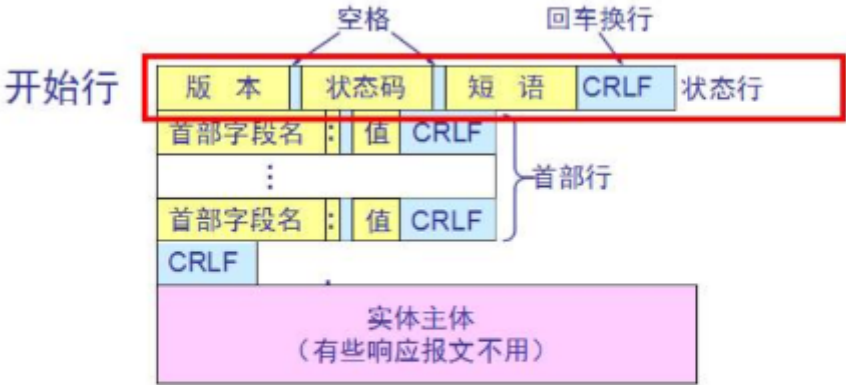 空格 回车换行
开始行 版 本 状态码 短 语 CRLF 状态行
首部字段名 : 值 CRLF
⋮
首部行
首部字段名 : 值 CRLF
CRLF
实体主体
（有些响应报文不用）